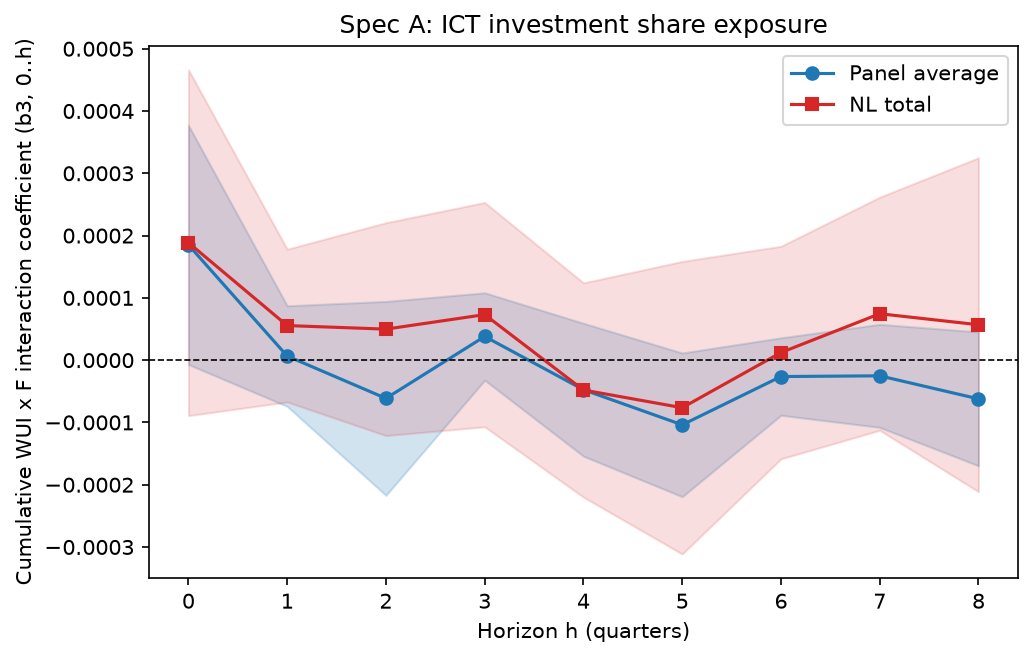 Spec A: ICT investment share exposure
Cumulative WUI x F interaction coefficient (b3, 0..h)
0.0005
0.0004
0.0003
0.0002
0.0001
0.0000
−0.0001
−0.0002
−0.0003
Panel average
NL total
0 1 2 3 4 5 6 7 8
Horizon h (quarters)